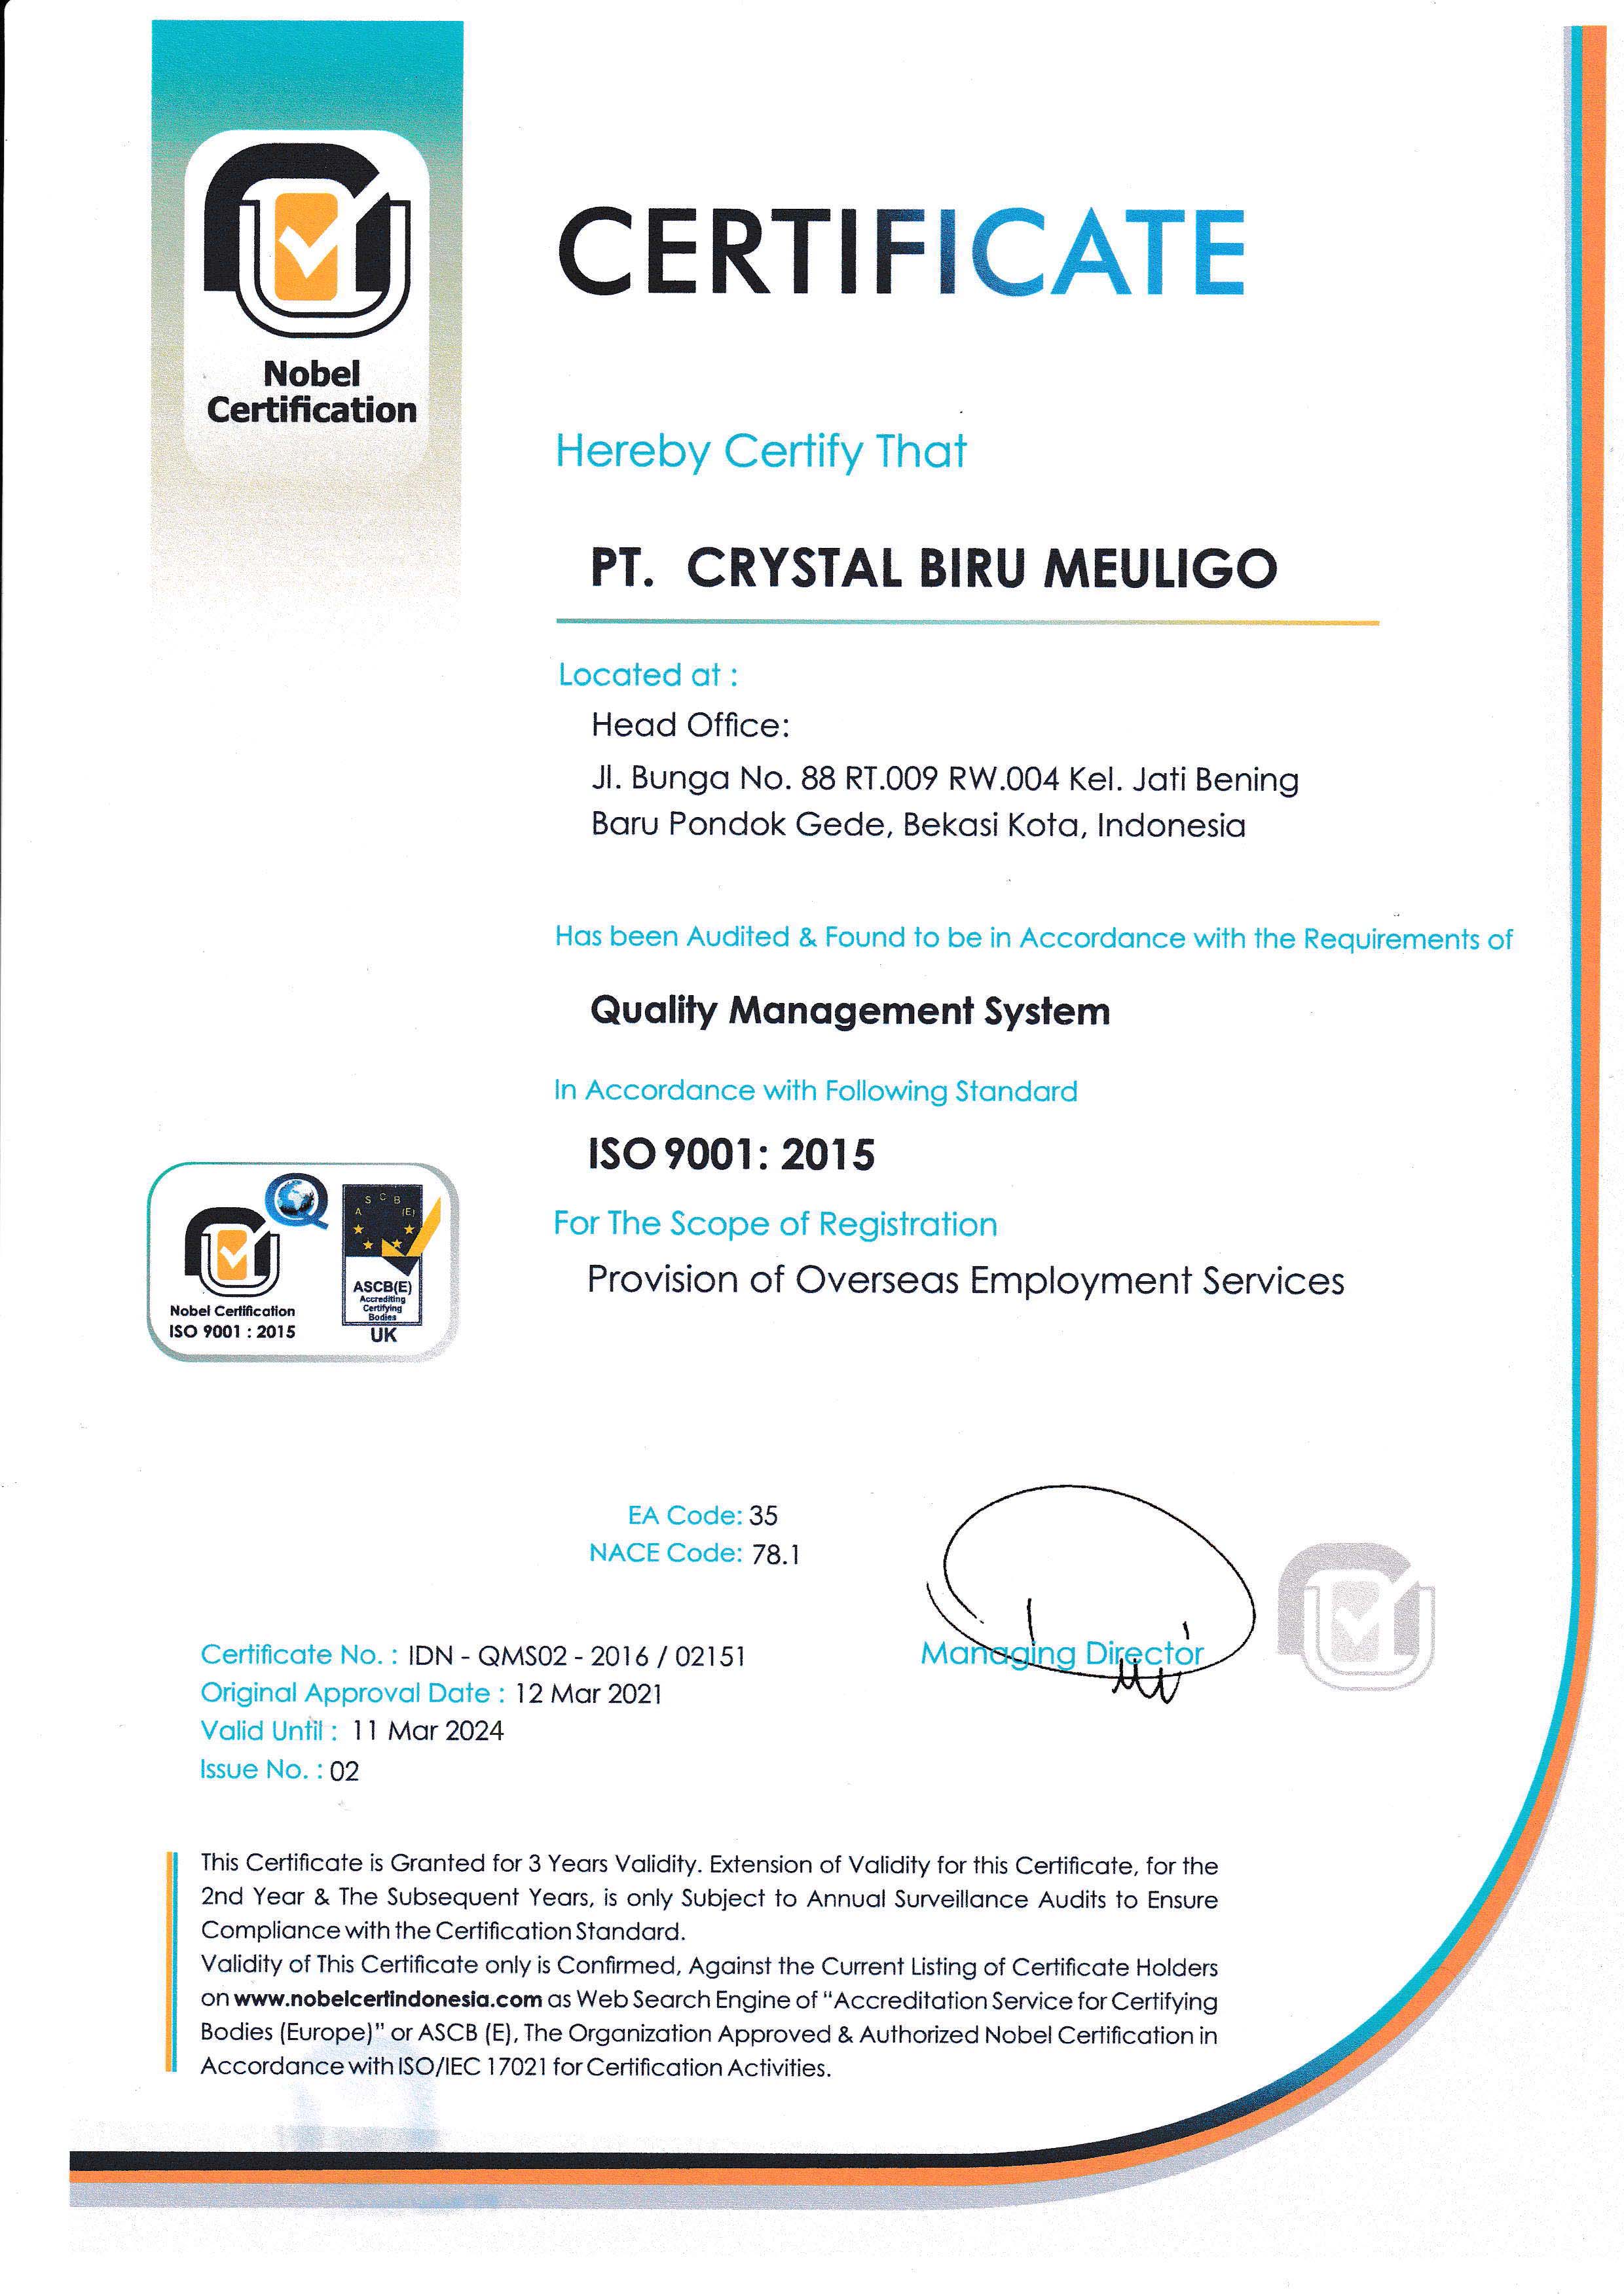 Nobel
Certification
CERTIFICATE
Hereby Certify That
PT. CRYSTAL BIRU MEULIGO
Located at :
Head Office:
Jl. Bunga No. 88 RT.009 RW.004 Kel. Jati Bening
Baru Pondok Gede, Bekasi Kota, Indonesia
Has been Audited & Found to be in Accordance with the Requirements of
Quality Management System
In Accordance with Following Standard
ISO 9001: 2015
For The Scope of Registration
Provision of Overseas Employment Services
Nobel Certification
ISO 9001 : 2015
A S C B (E)
ASCB(E)
Accrediting
Certifying
Bodies
UK
EA Code: 35
NACE Code: 78.1
Managing Director
Certificate No. : IDN - QMS02 - 2016 / 02151
Original Approval Date : 12 Mar 2021
Valid Until : 11 Mar 2024
Issue No. : 02
This Certificate is Granted for 3 Years Validity. Extension of Validity for this Certificate, for the
2nd Year & The Subsequent Years, is only Subject to Annual Surveillance Audits to Ensure
Compliance with the Certification Standard.
Validity of This Certificate only is Confirmed, Against the Current Listing of Certificate Holders
on www.nobelcertindonesia.com as Web Search Engine of "Accreditation Service for Certifying
Bodies (Europe)" or ASCB (E), The Organization Approved & Authorized Nobel Certification in
Accordance with ISO/IEC 17021 for Certification Activities.